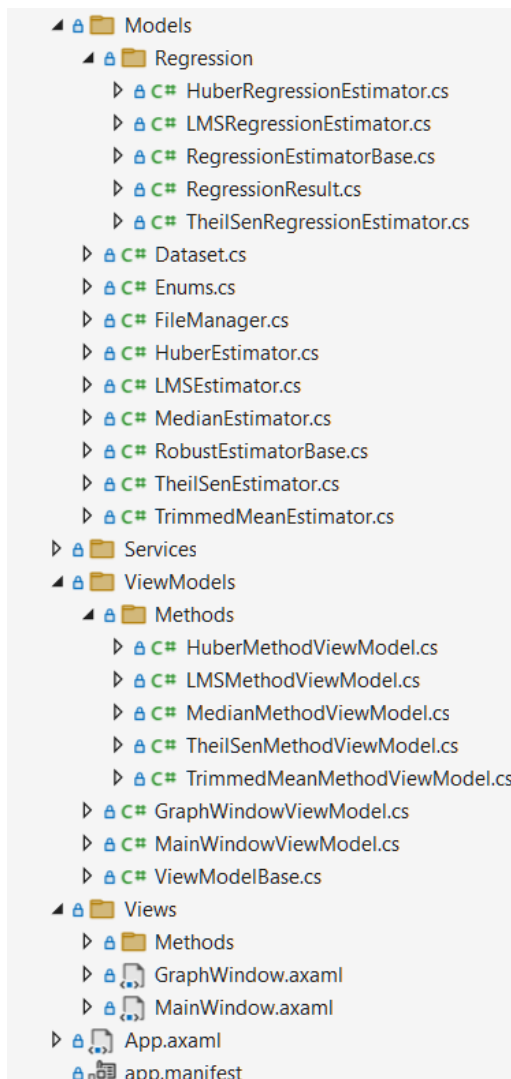 Models
Regression
C# HuberRegressionEstimator.cs
C# LMSRegressionEstimator.cs
C# RegressionEstimatorBase.cs
C# RegressionResult.cs
C# TheilSenRegressionEstimator.cs
C# Dataset.cs
C# Enums.cs
C# FileManager.cs
C# HuberEstimator.cs
C# LMSEstimator.cs
C# MedianEstimator.cs
C# RobustEstimatorBase.cs
C# TheilSenEstimator.cs
C# TrimmedMeanEstimator.cs
Services
ViewModels
Methods
C# HuberMethodViewModel.cs
C# LMSMethodViewModel.cs
C# MedianMethodViewModel.cs
C# TheilSenMethodViewModel.cs
C# TrimmedMeanMethodViewModel.cs
C# GraphWindowViewModel.cs
C# MainWindowViewModel.cs
C# ViewModelBase.cs
Views
Methods
GraphWindow.axaml
MainWindow.axaml
App.axaml
app.manifest